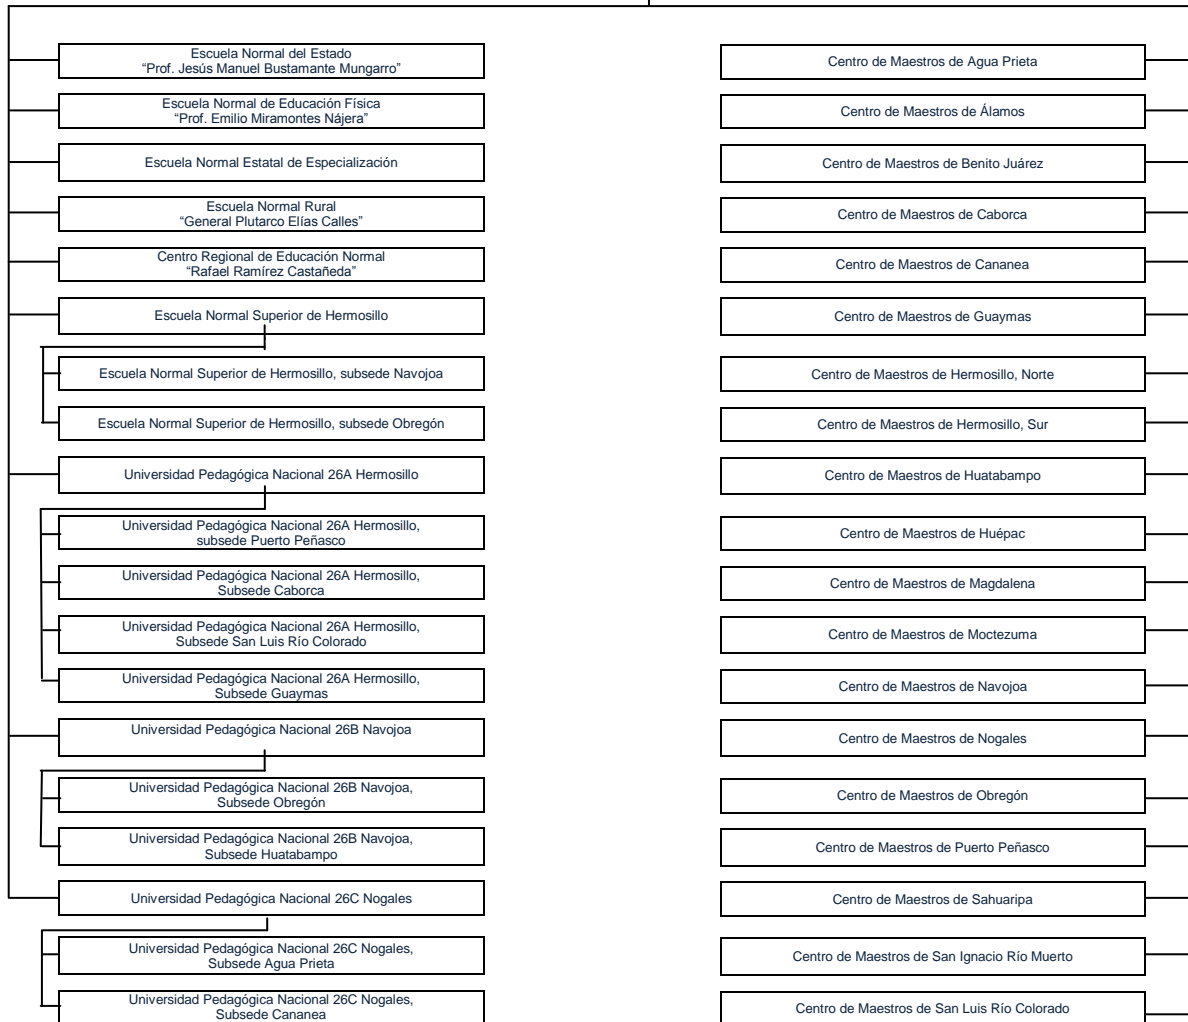 Escuela Normal del Estado
“Prof. Jesús Manuel Bustamante Mungarro”
Escuela Normal de Educación Física
“Prof. Emilio Miramontes Nájera”
Escuela Normal Estatal de Especialización
Escuela Normal Rural
“General Plutarco Elías Calles”
Centro Regional de Educación Normal
“Rafael Ramírez Castañeda”
Escuela Normal Superior de Hermosillo
Escuela Normal Superior de Hermosillo, subsede Navojoa
Escuela Normal Superior de Hermosillo, subsede Obregón
Universidad Pedagógica Nacional 26A Hermosillo
Universidad Pedagógica Nacional 26A Hermosillo,
subsede Puerto Peñasco
Universidad Pedagógica Nacional 26A Hermosillo,
Subsede Caborca
Universidad Pedagógica Nacional 26A Hermosillo,
Subsede San Luis Río Colorado
Universidad Pedagógica Nacional 26A Hermosillo,
Subsede Guaymas
Universidad Pedagógica Nacional 26B Navojoa
Universidad Pedagógica Nacional 26B Navojoa,
Subsede Obregón
Universidad Pedagógica Nacional 26B Navojoa,
Subsede Huatabampo
Universidad Pedagógica Nacional 26C Nogales
Universidad Pedagógica Nacional 26C Nogales,
Subsede Agua Prieta
Universidad Pedagógica Nacional 26C Nogales,
Subsede Cananea
Centro de Maestros de Agua Prieta
Centro de Maestros de Álamos
Centro de Maestros de Benito Juárez
Centro de Maestros de Caborca
Centro de Maestros de Cananea
Centro de Maestros de Guaymas
Centro de Maestros de Hermosillo, Norte
Centro de Maestros de Hermosillo, Sur
Centro de Maestros de Huatabampo
Centro de Maestros de Huépac
Centro de Maestros de Magdalena
Centro de Maestros de Moctezuma
Centro de Maestros de Navojoa
Centro de Maestros de Nogales
Centro de Maestros de Obregón
Centro de Maestros de Puerto Peñasco
Centro de Maestros de Sahuaripa
Centro de Maestros de San Ignacio Río Muerto
Centro de Maestros de San Luis Río Colorado